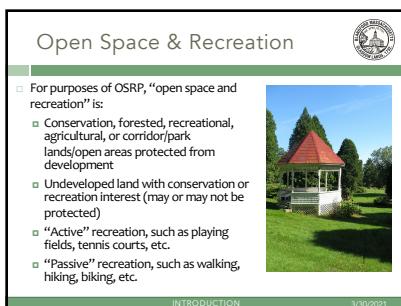 Open Space & Recreation
For purposes of OSRP, “open space and
recreation” is:
Conservation, forested, recreational,
agricultural, or corridor/park
lands/open areas protected from
development
Undeveloped land with conservation or
recreation interest (may or may not be
protected)
“Active” recreation, such as playing
fields, tennis courts, etc.
“Passive” recreation, such as walking,
hiking, biking, etc.
INTRODUCTION
3/30/2021